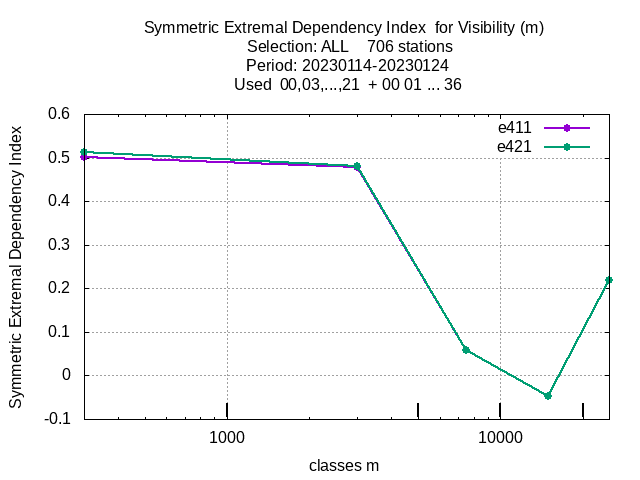 Symmetric Extremal Dependency Index  for Visibility (m)
Selection: ALL    706 stations
Period: 20230114-20230124
Used  00,03,...,21  + 00 01 ... 36
e411
e421
Symmetric Extremal Dependency Index
0.6
0.5
0.4
0.3
0.2
0.1
0
-0.1
1000
10000
classes m